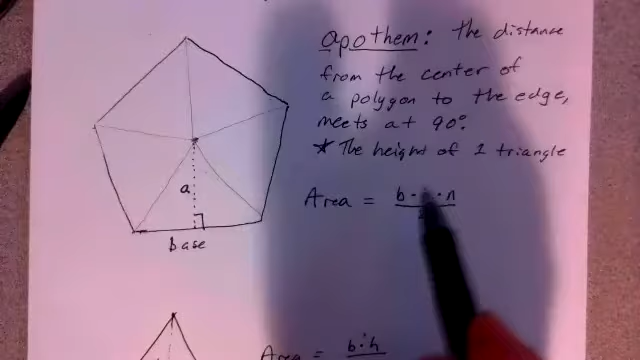 apothem: the distance
from the center of
a polygon to the edge,
meets at 90°.
* The height of 1 triangle
a
Area = b · · n
base
Area = b·h